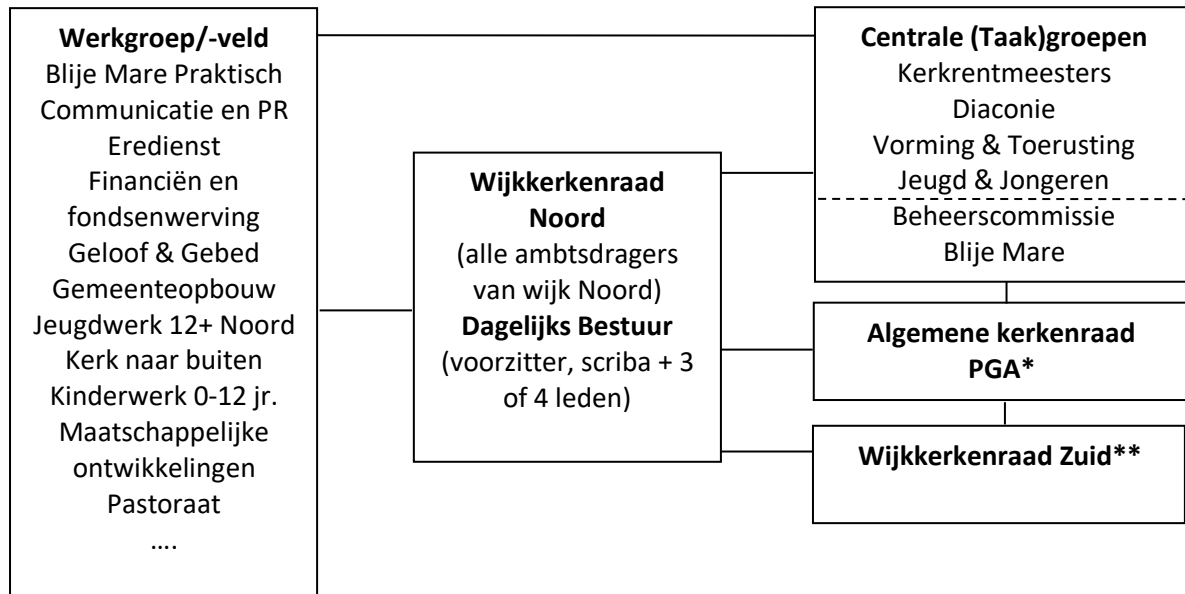 Werkgroep/-veld
Blije Mare Praktisch
Communicatie en PR
Eredienst
Financiën en
fondsenwerving
Geloof & Gebed
Gemeenteopbouw
Jeugdwerk 12+ Noord
Kerk naar buiten
Kinderwerk 0-12 jr.
Maatschappelijke
ontwikkelingen
Pastoraat
....
Wijkkerkenraad
Noord
(alle ambtsdragers
van wijk Noord)
Dagelijks Bestuur
(voorzitter, scriba + 3
of 4 leden)
Centrale (Taak)groepen
Kerkrentmeesters
Diaconie
Vorming & Toerusting
Jeugd & Jongeren
Beheerscommissie
Blije Mare
Algemene kerkenraad
PGA*
Wijkkerkenraad Zuid**